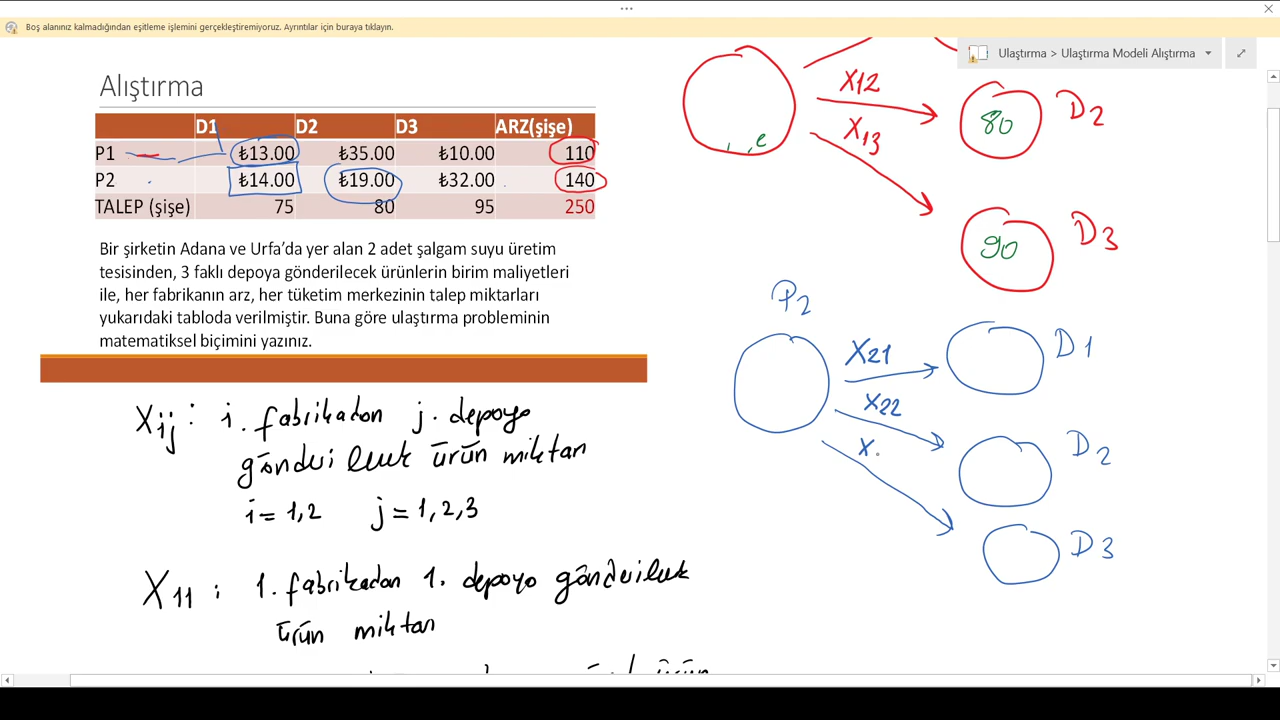 Boş alanınız kalmadığından eşitleme işlemini gerçekleştiremiyoruz. Ayrıntılar için buraya tıklayın.
Ulaştırma > Ulaştırma Modeli Alıştırma
Alıştırma
D1 D2 D3 ARZ(şişe)
P1 ₺13.00 ₺35.00 ₺10.00 110
P2 ₺14.00 ₺19.00 ₺32.00 140
TALEP (şişe) 75 80 95 250
Bir şirketin Adana ve Urfa’da yer alan 2 adet şalgam suyu üretim
tesisinden, 3 faklı depoya gönderilecek ürünlerin birim maliyetleri
ile, her fabrikanın arz, her tüketim merkezinin talep miktarları
yukarıdaki tabloda verilmiştir. Buna göre ulaştırma probleminin
matematiksel biçimini yazınız.
Xij : i. fabrikadan j. depoya
gönderilecek ürün miktarı
i = 1,2 j = 1, 2, 3
X11 : 1. fabrikadan 1. depoya gönderilecek
ürün miktarı
ürün
X12
80 D2
X13
90 D3
P2
X21 D1
X22 D2
X.
D3